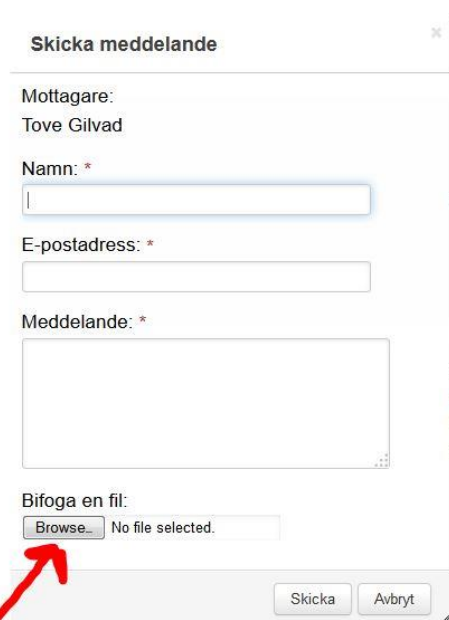 Skicka meddelande
×
Mottagare:
Tove Gilvad
Namn: *
E-postadress: *
Meddelande: *
Bifoga en fil:
Browse… No file selected.
Skicka Avbryt